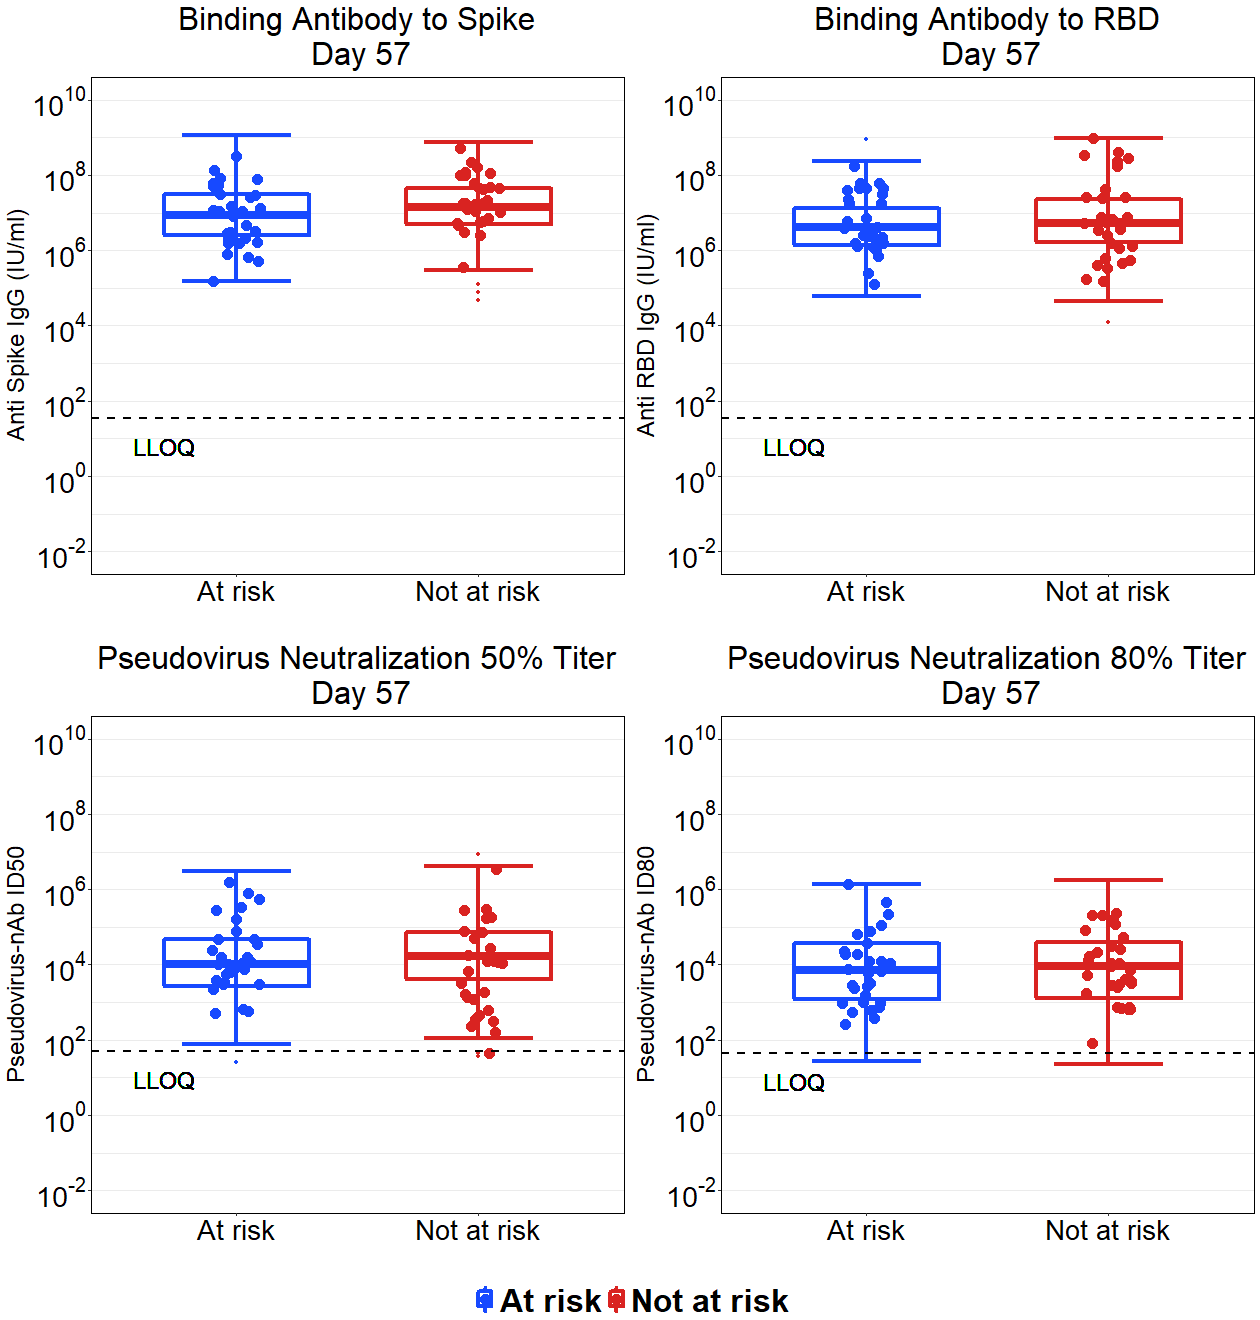 Binding Antibody to Spike
Day 57
Anti Spike IgG (IU/ml)
10^10
10^8
10^6
10^4
10^2
10^0
10^-2
LLOQ
At risk Not at risk
Binding Antibody to RBD
Day 57
Anti RBD IgG (IU/ml)
10^10
10^8
10^6
10^4
10^2
10^0
10^-2
LLOQ
At risk Not at risk
Pseudovirus Neutralization 50% Titer
Day 57
Pseudovirus-nAb ID50
10^10
10^8
10^6
10^4
10^2
10^0
10^-2
LLOQ
At risk Not at risk
Pseudovirus Neutralization 80% Titer
Day 57
Pseudovirus-nAb ID80
10^10
10^8
10^6
10^4
10^2
10^0
10^-2
LLOQ
At risk Not at risk
At risk Not at risk